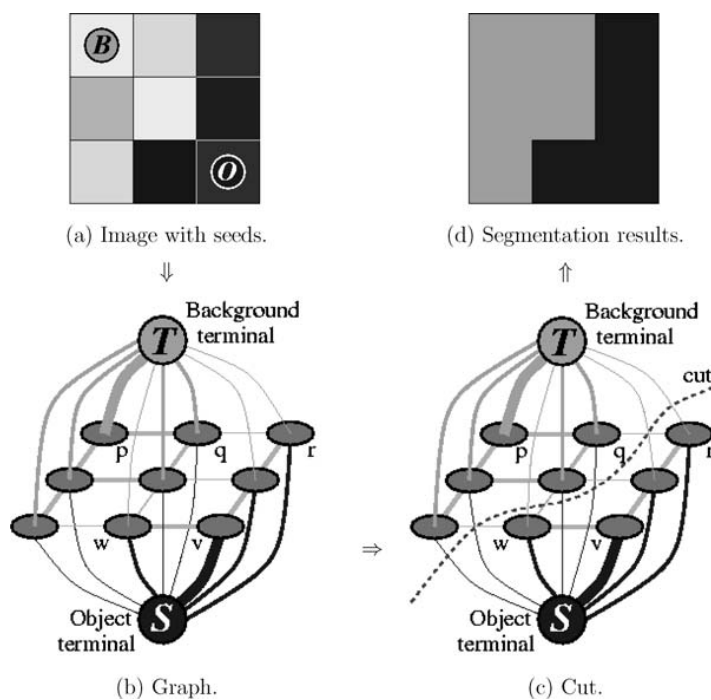 B
O
(a) Image with seeds.
(d) Segmentation results.
⇓
⇑
Background
terminal
T
p
q
r
w
v
Object
terminal
S
(b) Graph.
⇒
Background
terminal
T
cut
p
q
r
w
v
Object
terminal
S
(c) Cut.